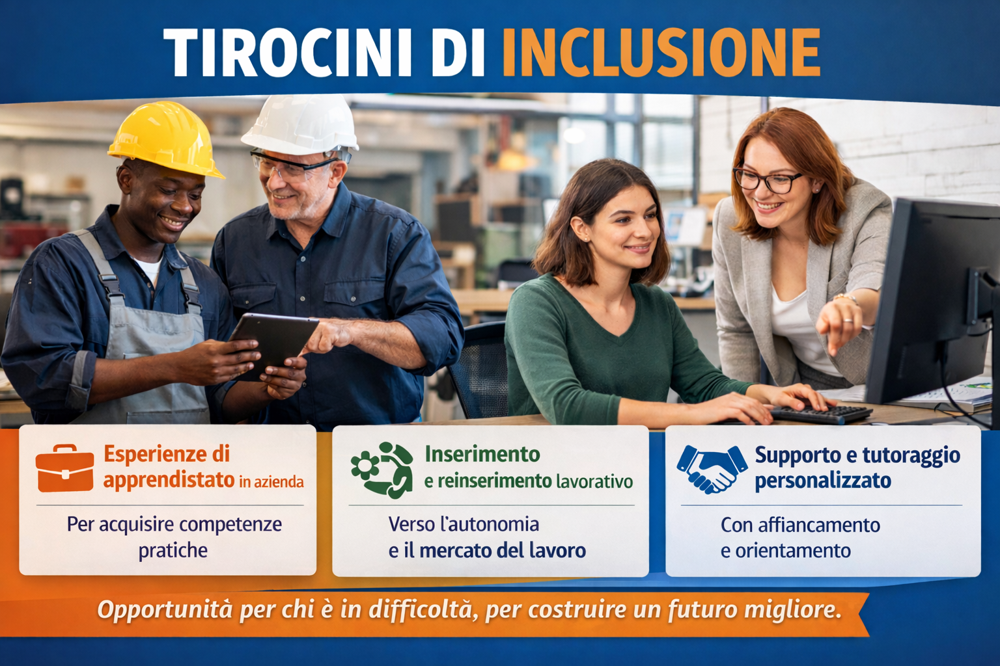 TIROCINI DI INCLUSIONE
Esperienze di
apprendistato in azienda
Per acquisire competenze
pratiche
Inserimento
e reinserimento lavorativo
Verso l'autonomia
e il mercato del lavoro
Supporto e tutoraggio
personalizzato
Con affiancamento
e orientamento
Opportunità per chi è in difficoltà, per costruire un futuro migliore.